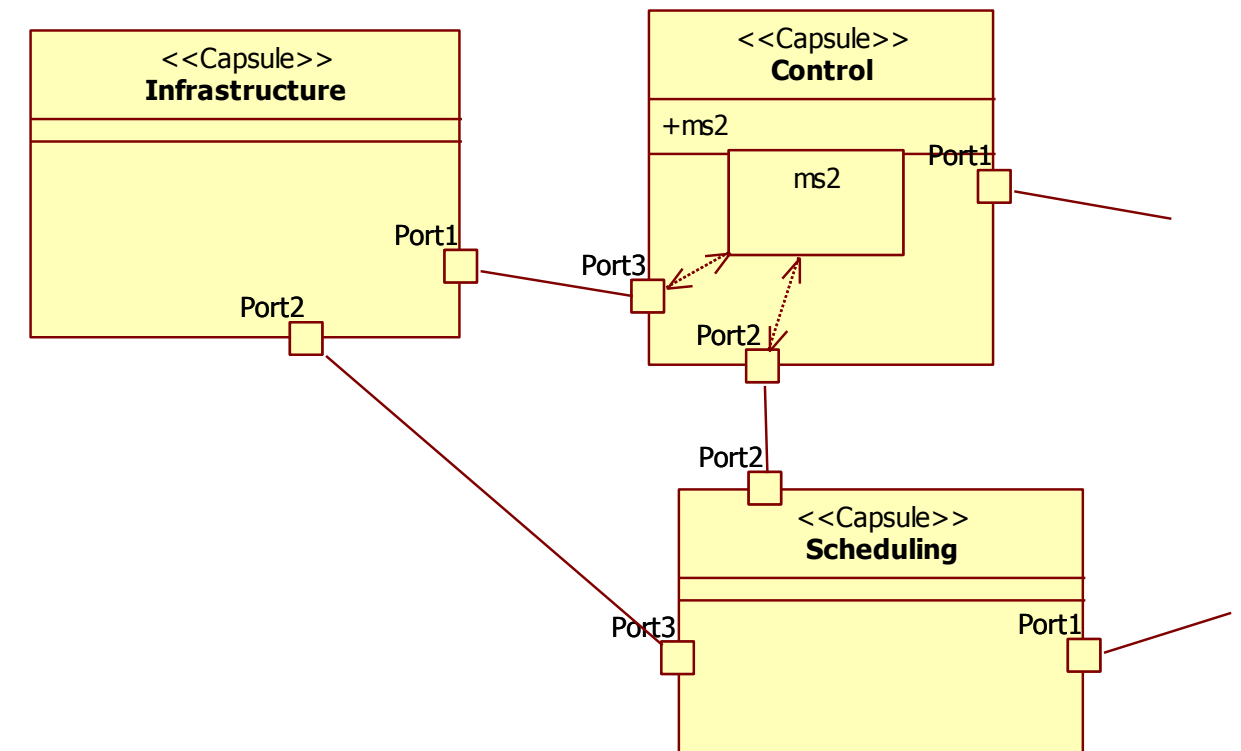 <<Capsule>>
Infrastructure
Port1
Port2
<<Capsule>>
Control
+ms2
ms2
Port1
Port3
Port2
Port2
<<Capsule>>
Scheduling
Port3
Port1